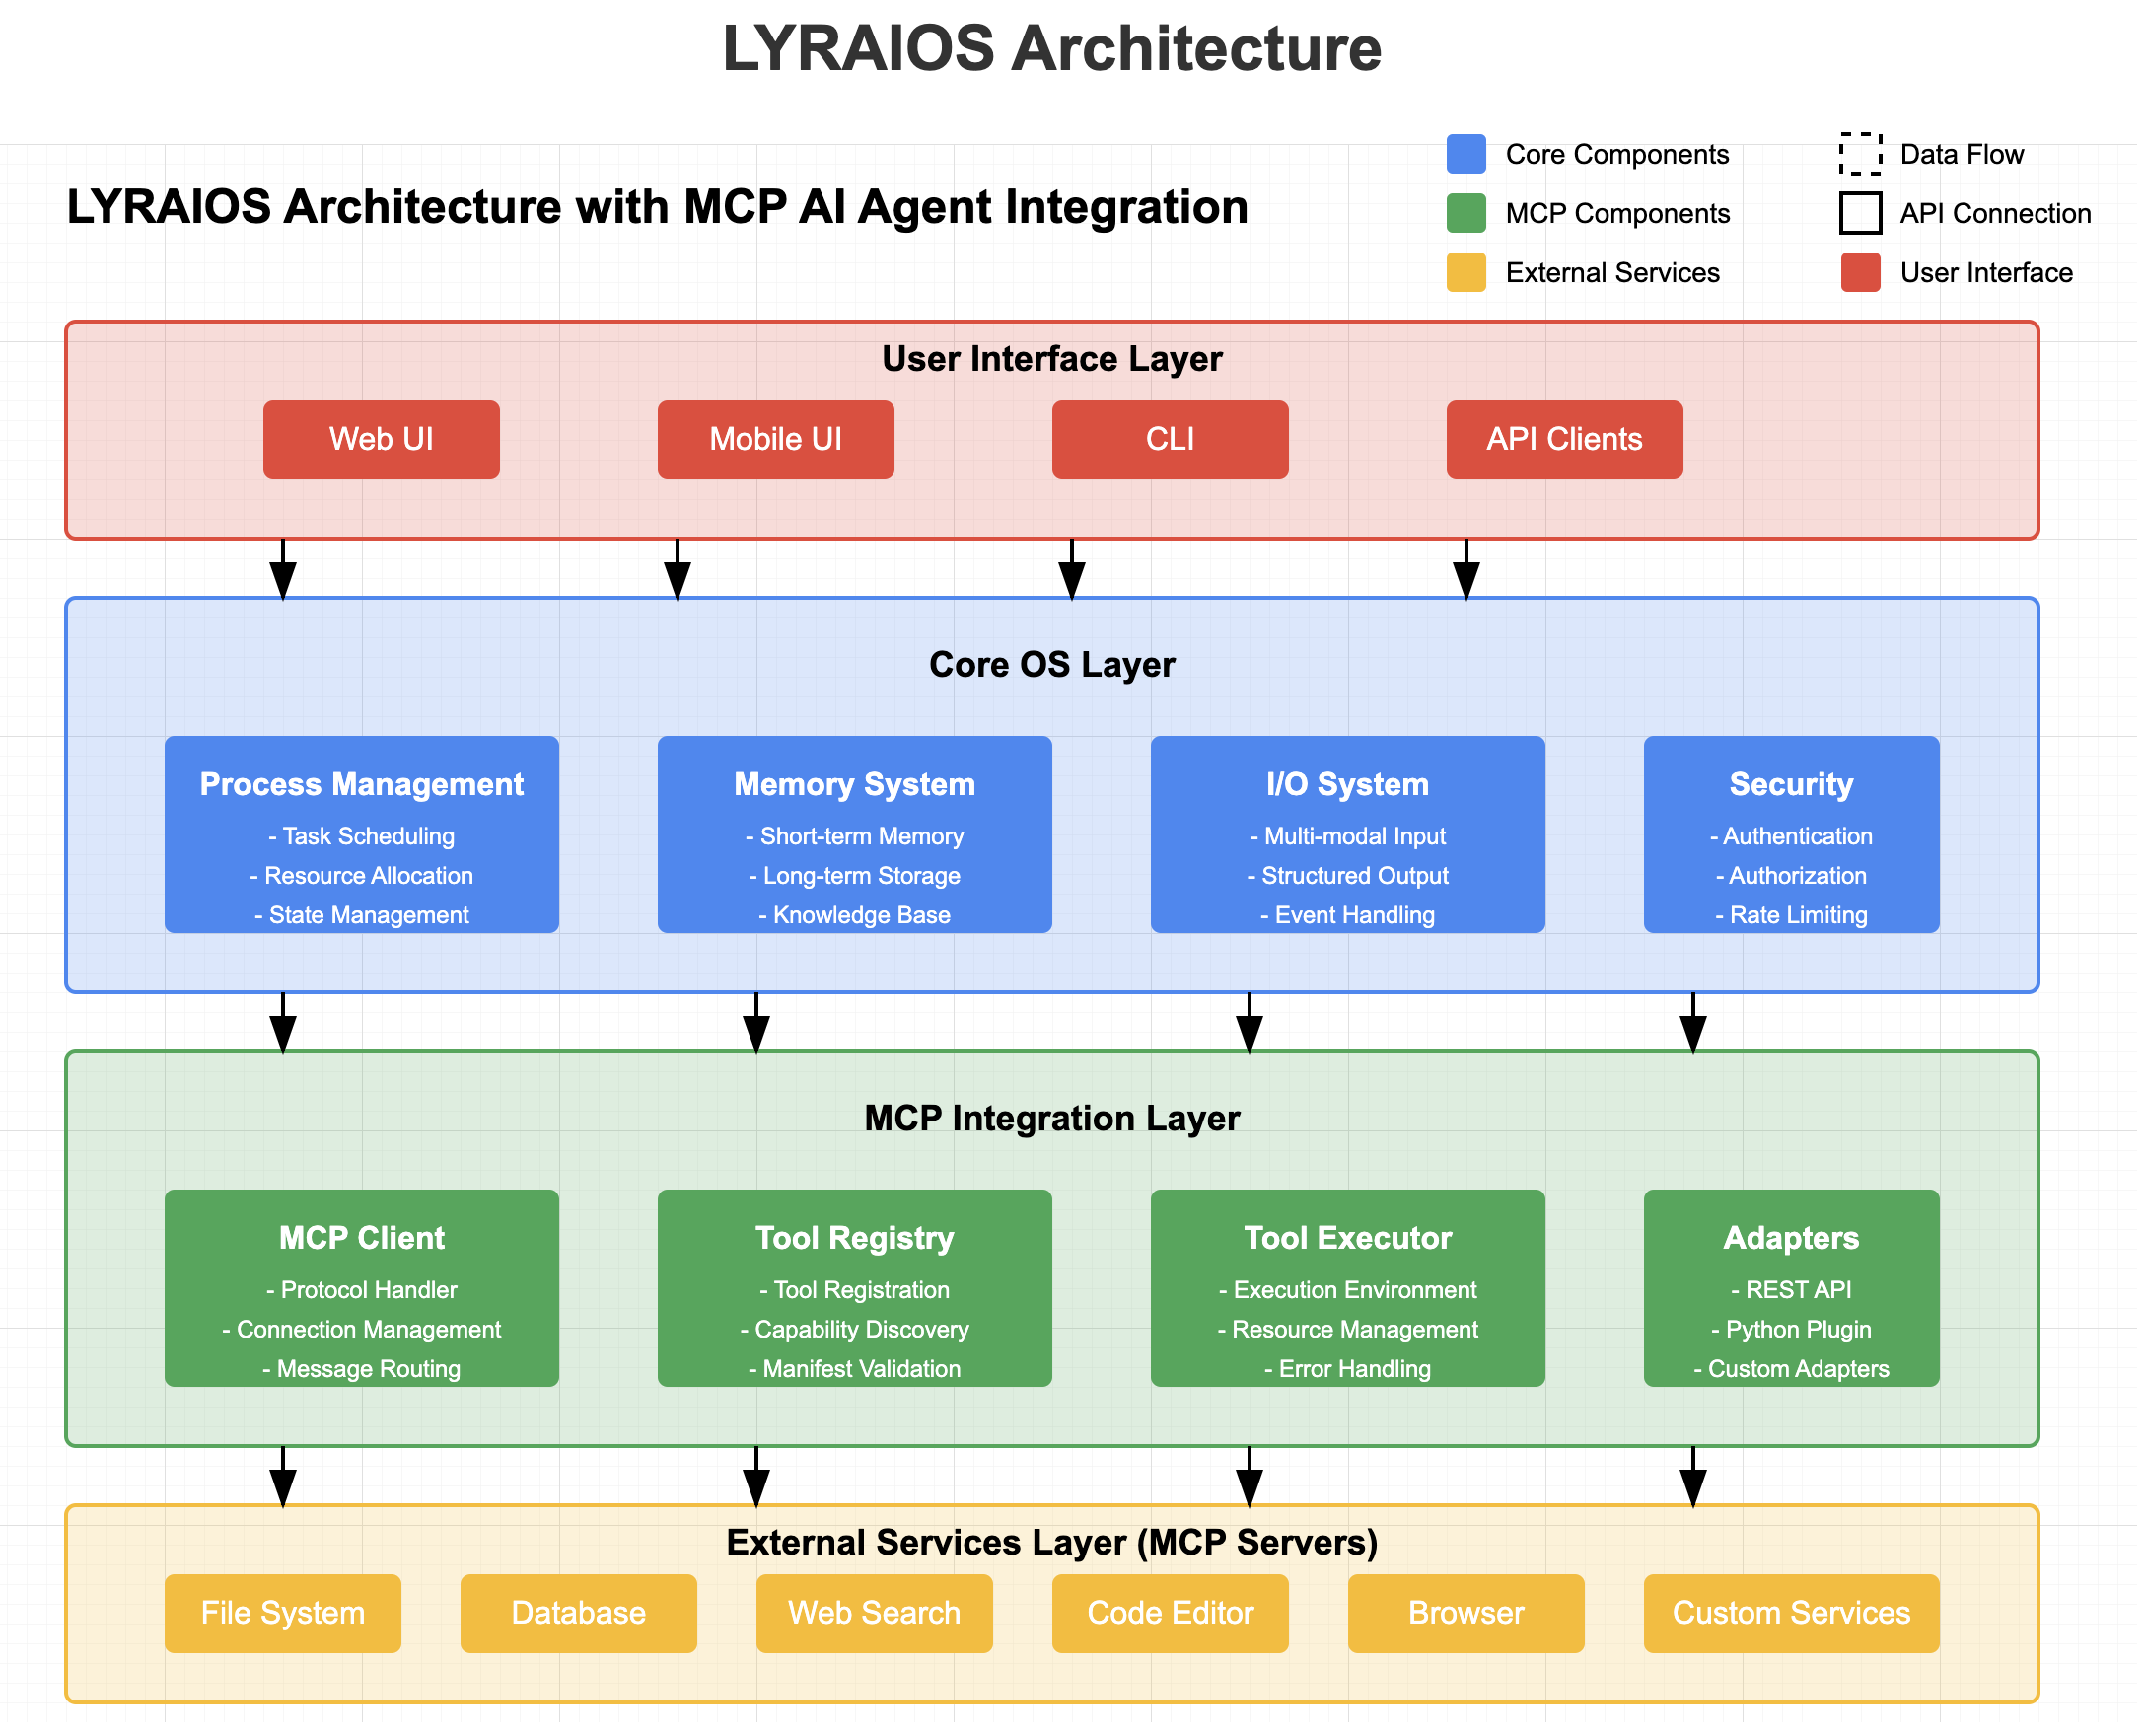 LYRAIOS Architecture
Core Components
Data Flow
LYRAIOS Architecture with MCP AI Agent Integration
MCP Components
API Connection
External Services
User Interface
User Interface Layer
Web UI
Mobile UI
CLI
API Clients
Core OS Layer
Process Management
- Task Scheduling
- Resource Allocation
- State Management
Memory System
- Short-term Memory
- Long-term Storage
- Knowledge Base
I/O System
- Multi-modal Input
- Structured Output
- Event Handling
Security
- Authentication
- Authorization
- Rate Limiting
MCP Integration Layer
MCP Client
- Protocol Handler
- Connection Management
- Message Routing
Tool Registry
- Tool Registration
- Capability Discovery
- Manifest Validation
Tool Executor
- Execution Environment
- Resource Management
- Error Handling
Adapters
- REST API
- Python Plugin
- Custom Adapters
External Services Layer (MCP Servers)
File System
Database
Web Search
Code Editor
Browser
Custom Services